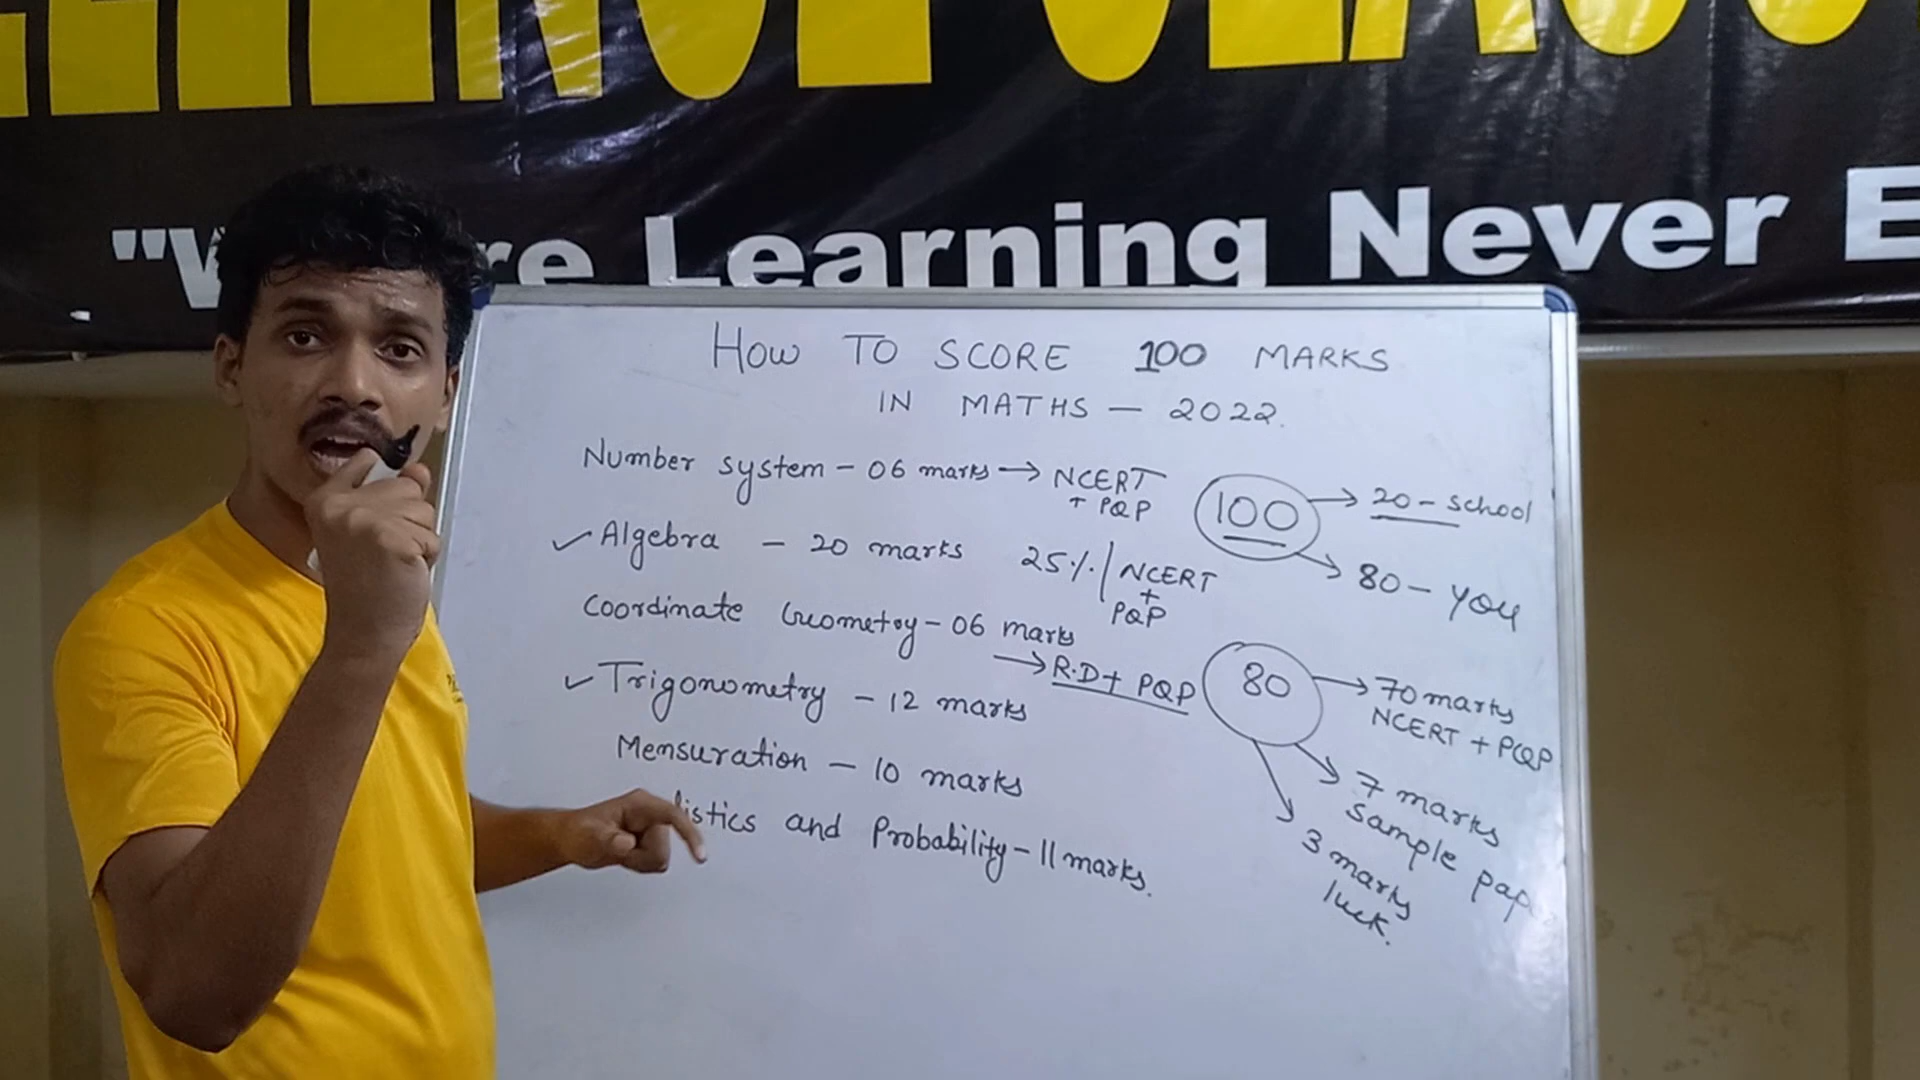 "W re Learning Never E
HOW TO SCORE 100 MARKS
IN MATHS — 2022.
Number system — 06 marks → NCERT
+ PQP
✓ Algebra — 20 marks 25% / NCERT
+
PQP
Coordinate Geometry — 06 marks
→ R.D + PQP
✓ Trigonometry — 12 marks
Mensuration — 10 marks
istics and Probability — 11 marks.
100 → 20 — school
→ 80 — you
80 → 70 marks
NCERT + PQP
→ 7 marks
Sample pap
→ 3 marks
luck.